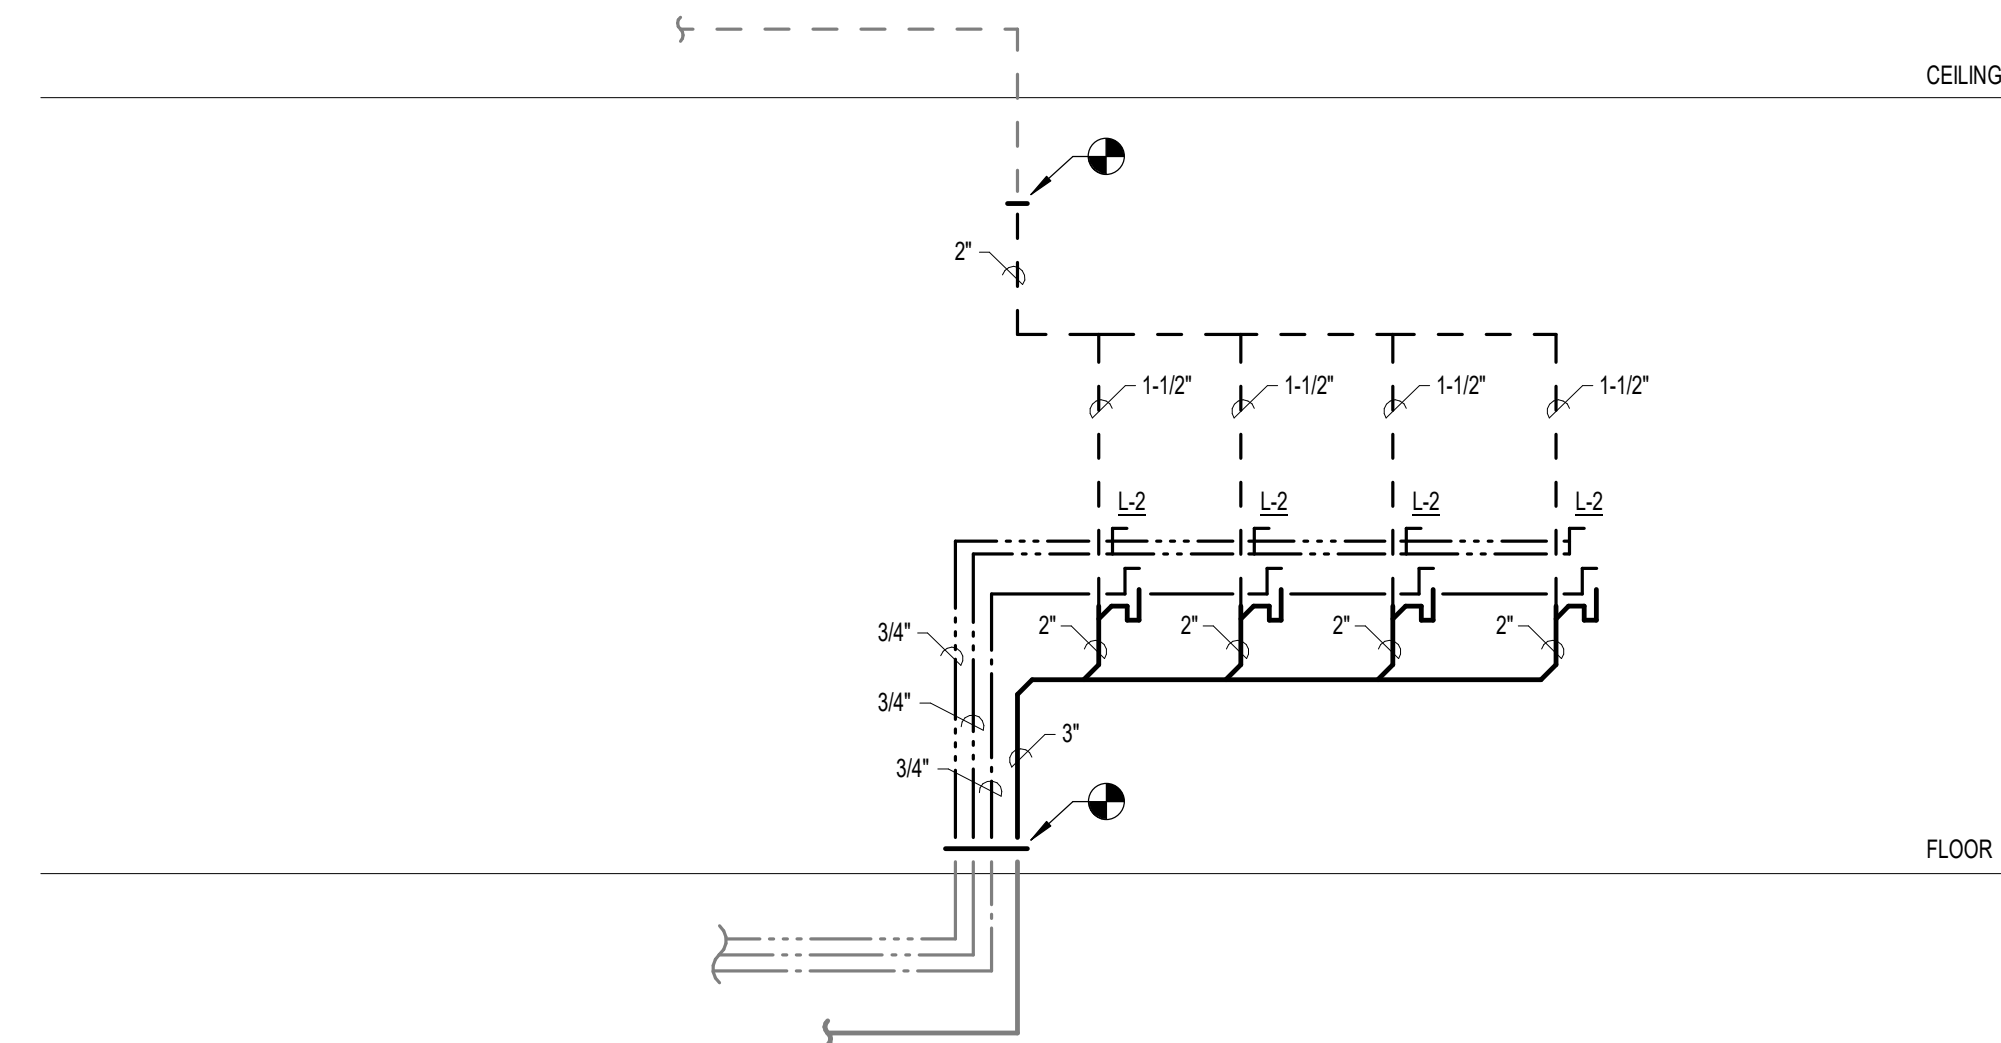 CEILING
2"
1-1/2" 1-1/2" 1-1/2" 1-1/2"
L-2 L-2 L-2 L-2
3/4" 2" 2" 2" 2"
3/4"
3"
3/4"
FLOOR